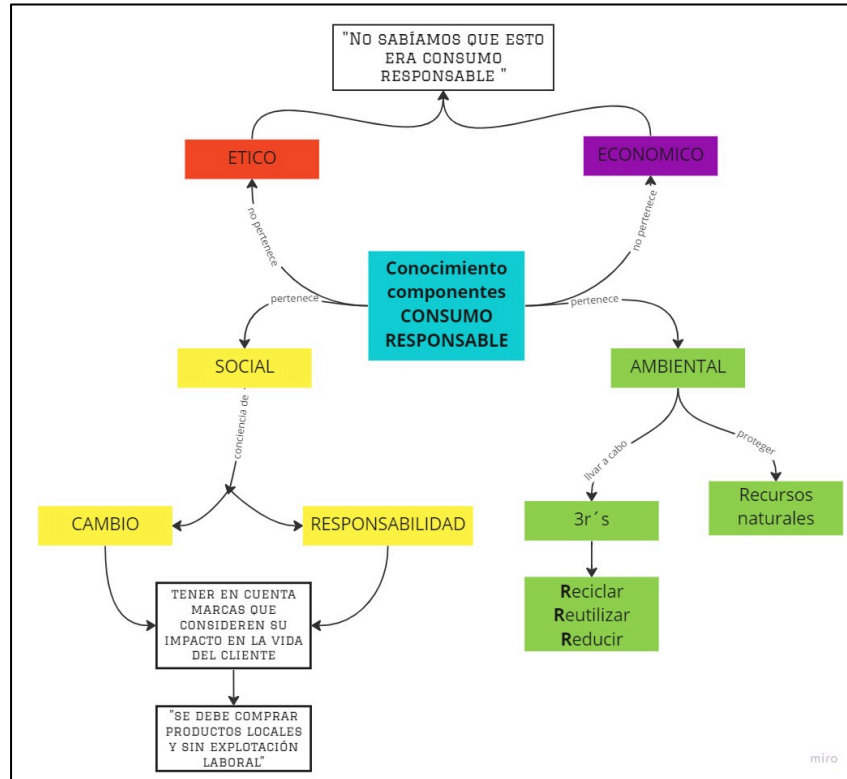 "No sabíamos que esto
era consumo
responsable "
ETICO
ECONOMICO
no pertenece
no pertenece
Conocimiento
componentes
CONSUMO
RESPONSABLE
pertenece
pertenece
SOCIAL
AMBIENTAL
conciencia de
llvar a cabo
proteger
CAMBIO
RESPONSABILIDAD
3r´s
Recursos
naturales
TENER EN CUENTA
MARCAS QUE
CONSIDEREN SU
IMPACTO EN LA VIDA
DEL CLIENTE
Reciclar
Reutilizar
Reducir
"SE DEBE COMPRAR
PRODUCTOS LOCALES
Y SIN EXPLOTACIÓN
LABORAL"
miro